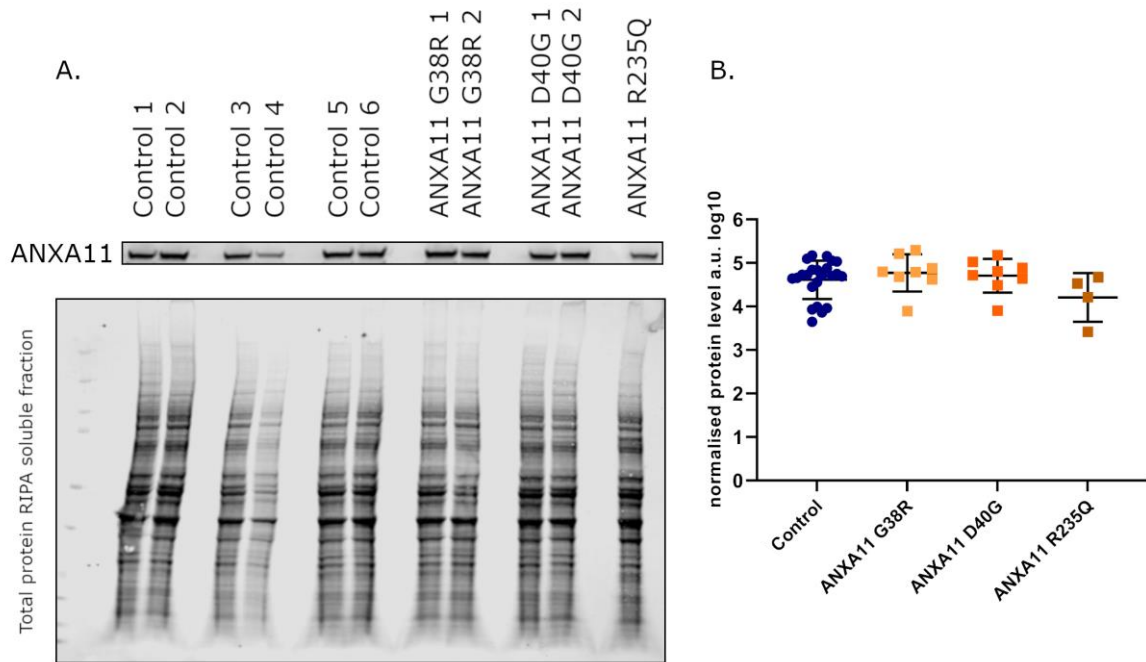 A.
Control 1
Control 2
Control 3
Control 4
Control 5
Control 6
ANXA11 G38R 1
ANXA11 G38R 2
ANXA11 D40G 1
ANXA11 D40G 2
ANXA11 R235Q
ANXA11
Total protein RIPA soluble fraction
B.
normalised protein level a.u. log10
6
5
4
3
2
1
0
Control
ANXA11 G38R
ANXA11 D40G
ANXA11 R235Q